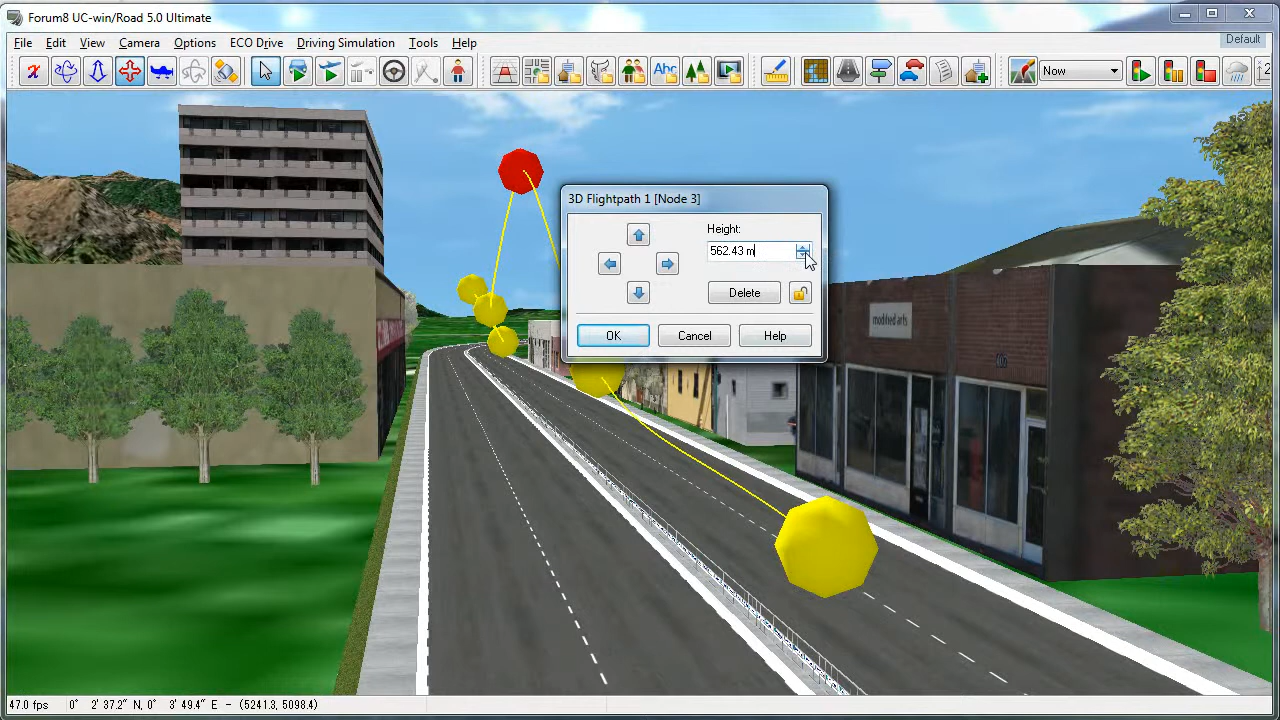 Forum8 UC-win/Road 5.0 Ultimate
File Edit View Camera Options ECO Drive Driving Simulation Tools Help
Default
Abc
Now
3D Flightpath 1 [Node 3]
Height:
562.43 m
Delete
OK Cancel Help
modified arts
47.0 fps 0° 2' 37.2" N, 0° 3' 49.4" E - (5241.3, 5098.4)